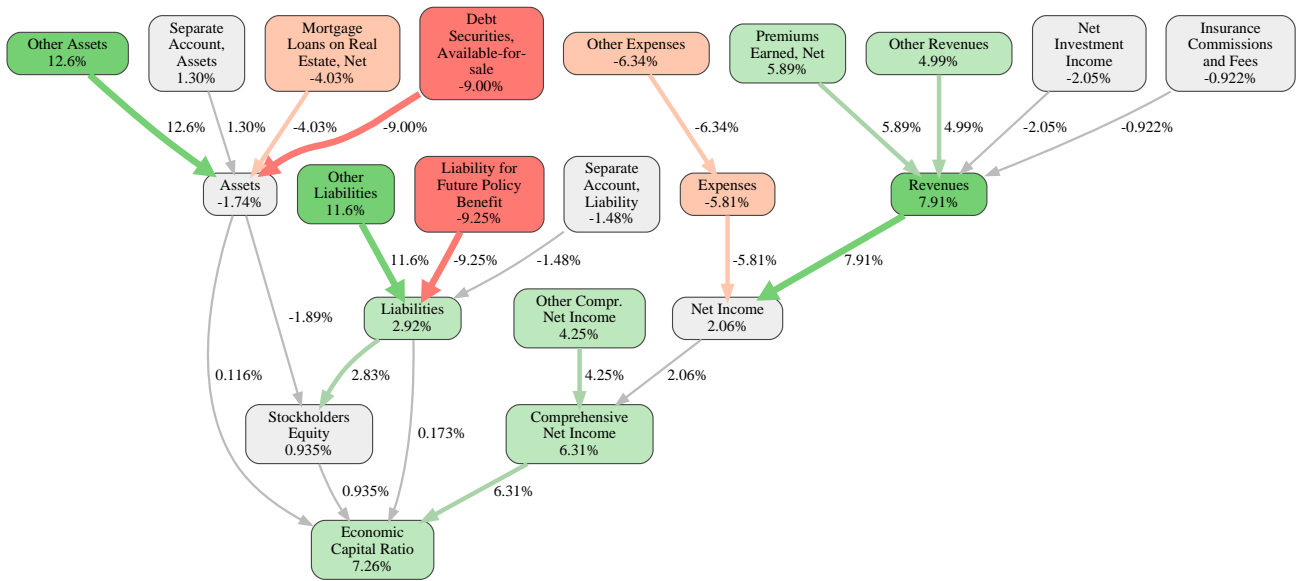 Other Assets
12.6%
Separate
Account,
Assets
1.30%
Mortgage
Loans on Real
Estate, Net
-4.03%
Debt
Securities,
Available-for-
sale
-9.00%
Other Expenses
-6.34%
Premiums
Earned, Net
5.89%
Other Revenues
4.99%
Net
Investment
Income
-2.05%
Insurance
Commissions
and Fees
-0.922%
12.6%
1.30%
-4.03%
-9.00%
-6.34%
5.89%
4.99%
-2.05%
-0.922%
Assets
-1.74%
Other
Liabilities
11.6%
Liability for
Future Policy
Benefit
-9.25%
Separate
Account,
Liability
-1.48%
Expenses
-5.81%
Revenues
7.91%
11.6%
-9.25%
-1.48%
-5.81%
7.91%
-1.89%
Liabilities
2.92%
Other Compr.
Net Income
4.25%
Net Income
2.06%
0.116%
2.83%
4.25%
2.06%
Stockholders
Equity
0.935%
0.173%
Comprehensive
Net Income
6.31%
0.935%
6.31%
Economic
Capital Ratio
7.26%